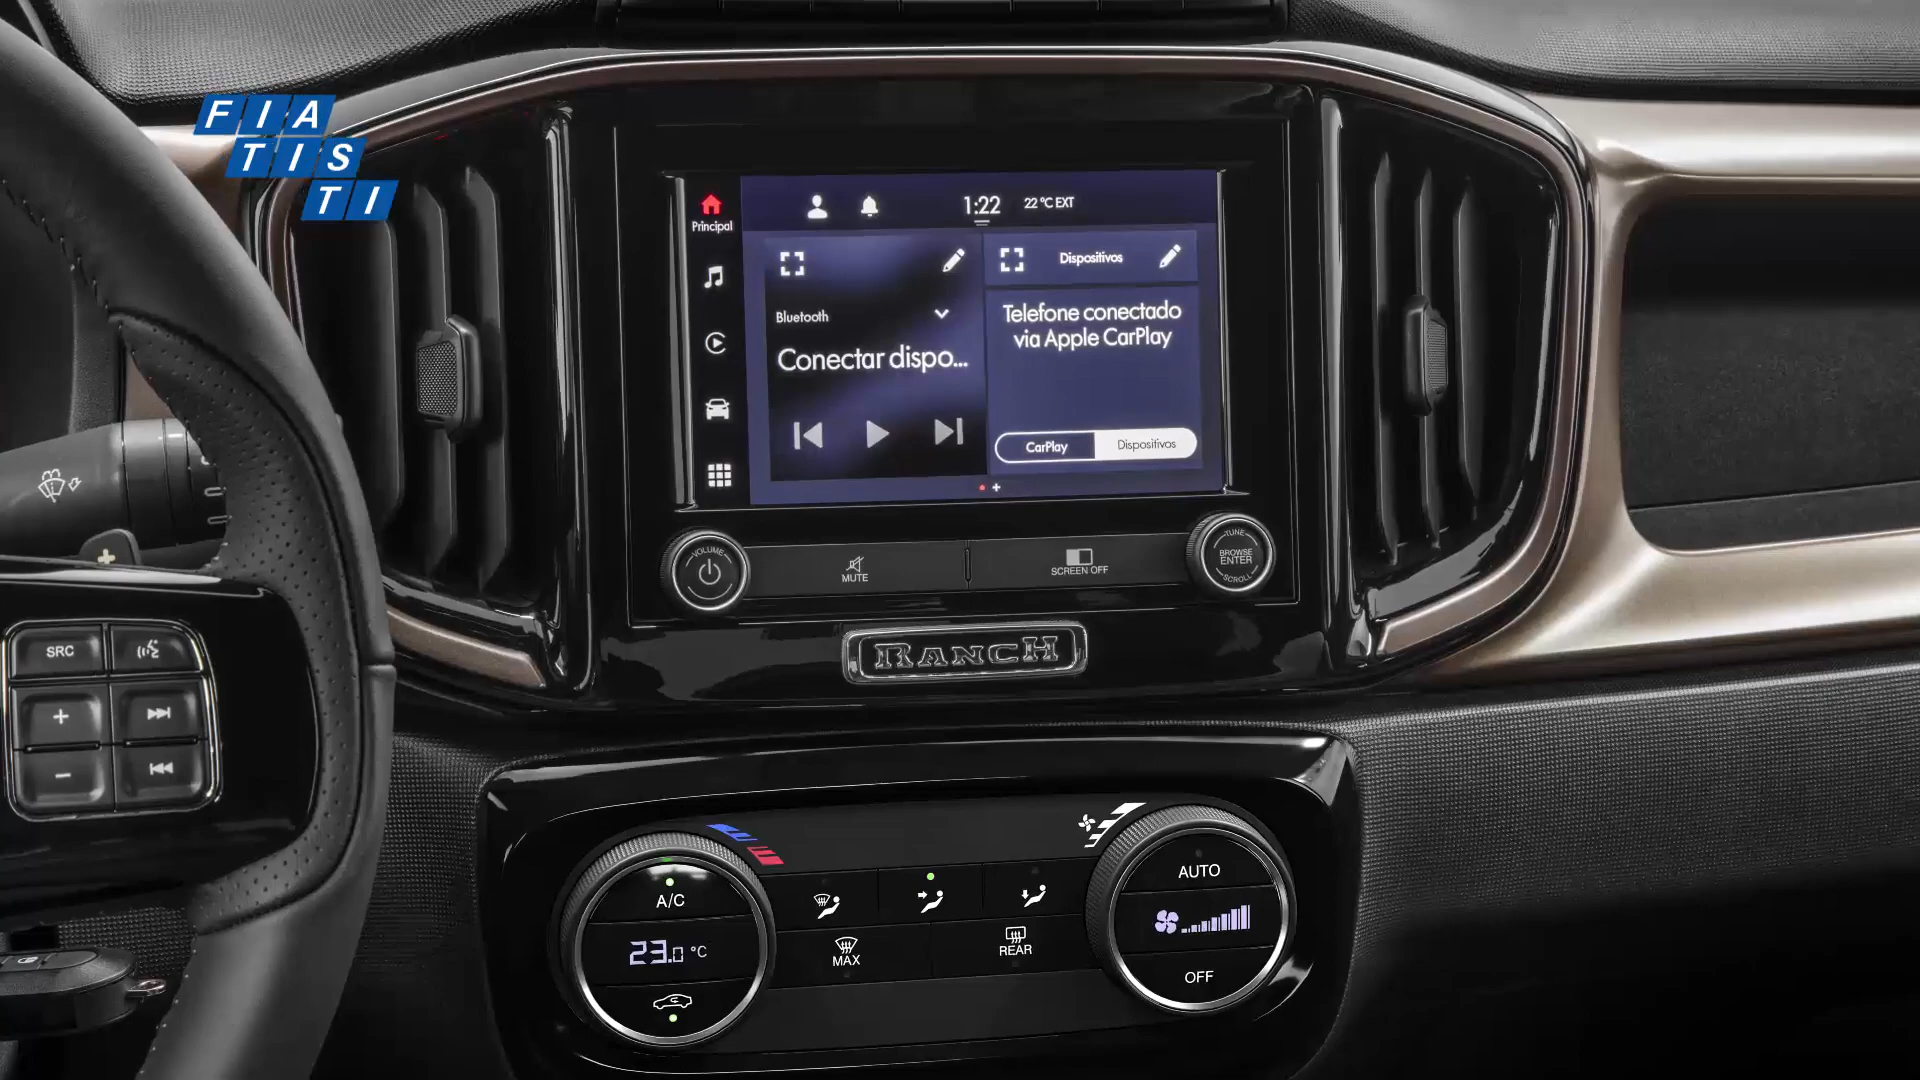 FIA
TIS
TI
Principal
1:22
22 °C EXT
Dispositivos
Bluetooth
Conectar dispo...
Telefone conectado
via Apple CarPlay
CarPlay
Dispositivos
VOLUME
MUTE
SCREEN OFF
TUNE
BROWSE
ENTER
SCROLL
RANCH
SRC
+
−
+
A/C
23.0 °C
MAX
REAR
AUTO
OFF